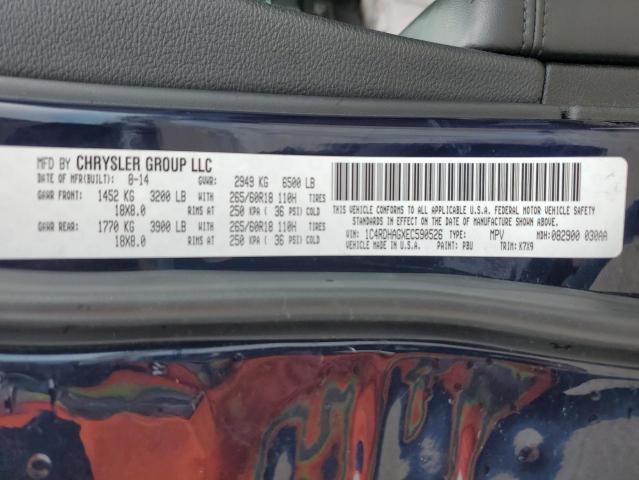 MFD BY CHRYSLER GROUP LLC
DATE OF MFR(BUILT): 8-14 GVWR: 2949 KG 6500 LB
GAWR FRONT: 1452 KG 3200 LB 265/60R18 110H TIRES
18X8.0 RIMS AT 250 KPA ( 36 PSI) COLD
GAWR REAR: 1770 KG 3900 LB 265/60R18 110H TIRES
18X8.0 RIMS AT 250 KPA ( 36 PSI) COLD
THIS VEHICLE CONFORMS TO ALL APPLICABLE U.S.A. FEDERAL MOTOR
VEHICLE SAFETY, BUMPER, AND THEFT PREVENTION STANDARDS
IN EFFECT ON THE DATE OF MANUFACTURE SHOWN ABOVE.
VIN: 1C4RDHAGXEC590526 TYPE: MPV MDH: 082900 030AA
VEHICLE MADE IN U.S.A. PAINT: PBU TRIM: K7X9